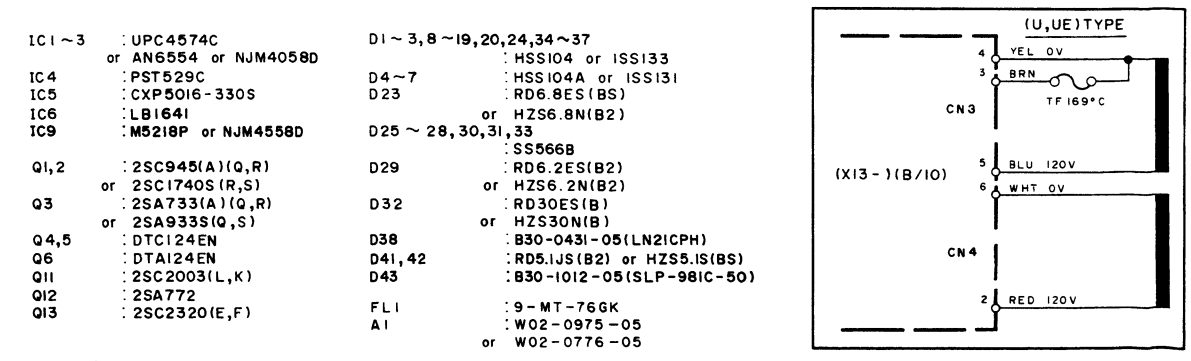 IC1~3 : UPC4574C
or AN6554 or NJM4058D
IC4 : PST529C
IC5 : CXP5016-330S
IC6 : LB1641
IC9 : M5218P or NJM4558D
Q1,2 : 2SC945(A)(Q,R)
or 2SC1740S(R,S)
Q3 : 2SA733(A)(Q,R)
or 2SA933S(Q,S)
Q4,5 : DTC124EN
Q6 : DTA124EN
Q11 : 2SC2003(L,K)
Q12 : 2SA772
Q13 : 2SC2320(E,F)
D1~3,8~19,20,24,34~37
: HSS104 or ISS133
D4~7 : HSS104A or ISS131
D23 : RD6.8ES(BS)
or HZS6.8N(B2)
D25~28,30,31,33
: SS566B
D29 : RD6.2ES(B2)
or HZS6.2N(B2)
D32 : RD30ES(B)
or HZS30N(B)
D38 : B30-0431-05(LN21CPH)
D41,42 : RD5.1JS(B2) or HZS5.1S(BS)
D43 : B30-1012-05(SLP-981C-50)
FL1 : 9-MT-76GK
A1 : W02-0975-05
or W02-0776-05
(U,UE)TYPE
4 YEL 0V
3 BRN
TF 169°C
CN3
5 BLU 120V
(X13-)(B/10)
6 WHT 0V
CN4
2 RED 120V